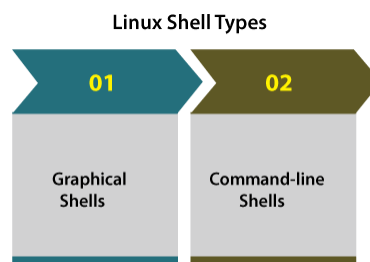 Linux Shell Types
01
02
Graphical
Shells
Command-line
Shells